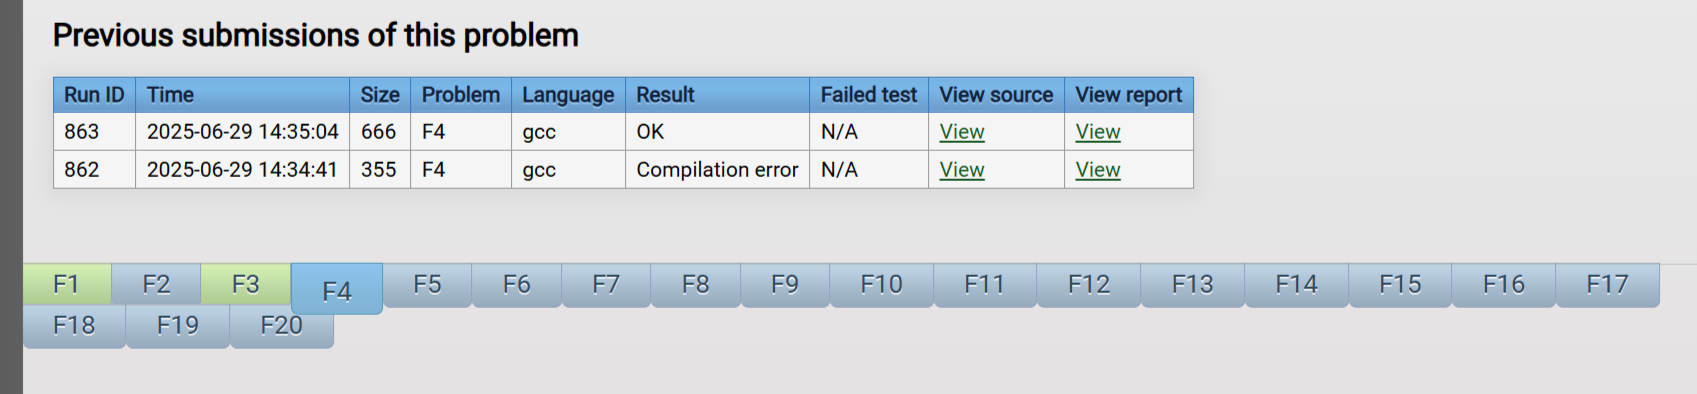 Previous submissions of this problem
Run ID Time Size Problem Language Result Failed test View source View report
863 2025-06-29 14:35:04 666 F4 gcc OK N/A View View
862 2025-06-29 14:34:41 355 F4 gcc Compilation error N/A View View
F1 F2 F3 F4 F5 F6 F7 F8 F9 F10 F11 F12 F13 F14 F15 F16 F17
F18 F19 F20